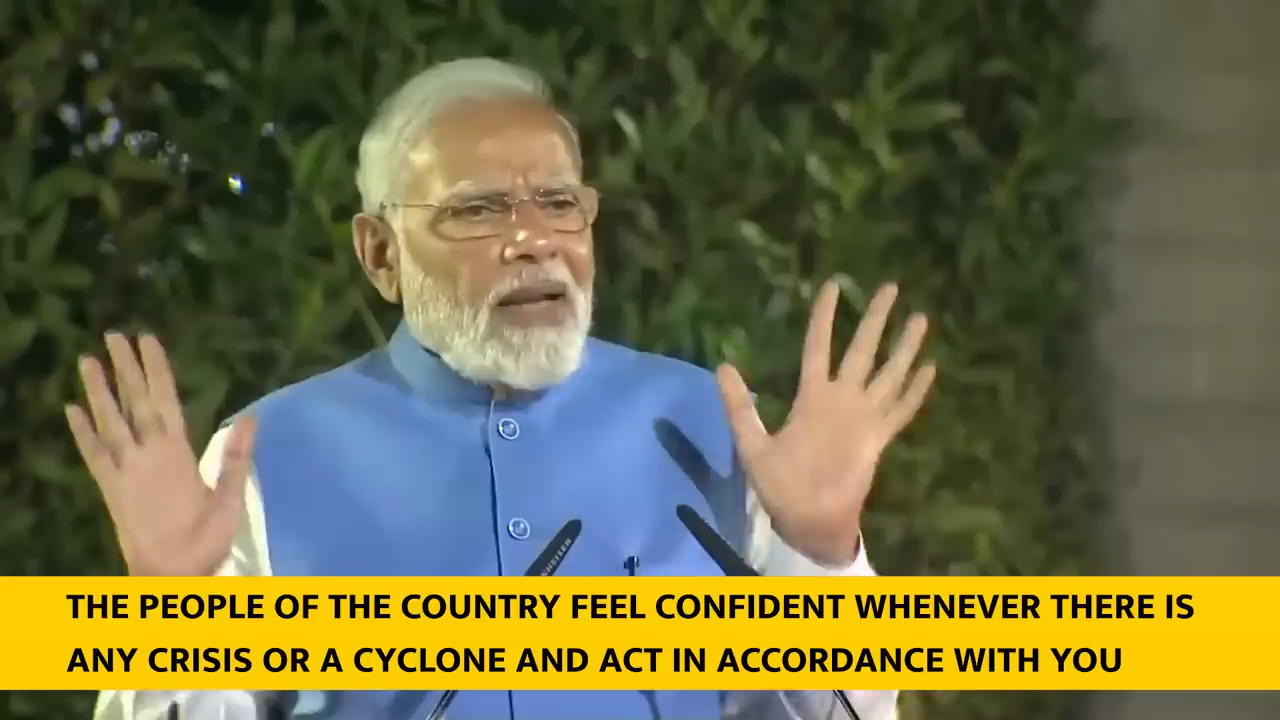 THE PEOPLE OF THE COUNTRY FEEL CONFIDENT WHENEVER THERE IS
ANY CRISIS OR A CYCLONE AND ACT IN ACCORDANCE WITH YOU